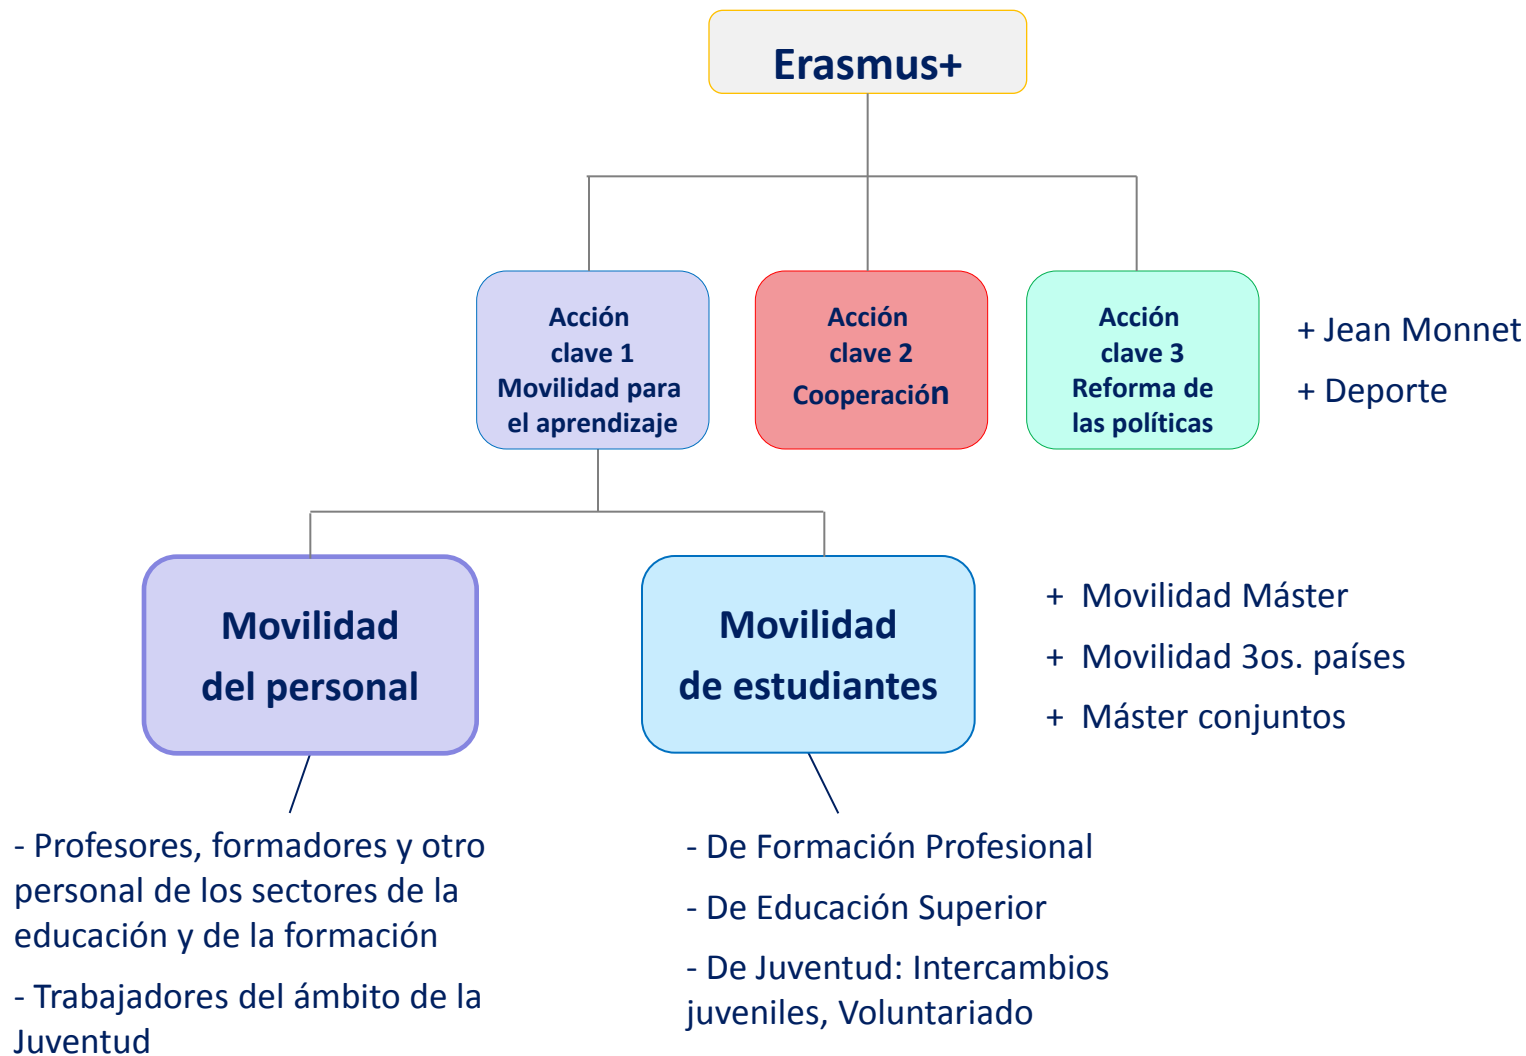 Erasmus+
Acción
clave 1
Movilidad para
el aprendizaje
Acción
clave 2
Cooperación
Acción
clave 3
Reforma de
las políticas
+ Jean Monnet
+ Deporte
Movilidad
del personal
Movilidad
de estudiantes
+ Movilidad Máster
+ Movilidad 3os. países
+ Máster conjuntos
- Profesores, formadores y otro
personal de los sectores de la
educación y de la formación
- Trabajadores del ámbito de la
Juventud
- De Formación Profesional
- De Educación Superior
- De Juventud: Intercambios
juveniles, Voluntariado